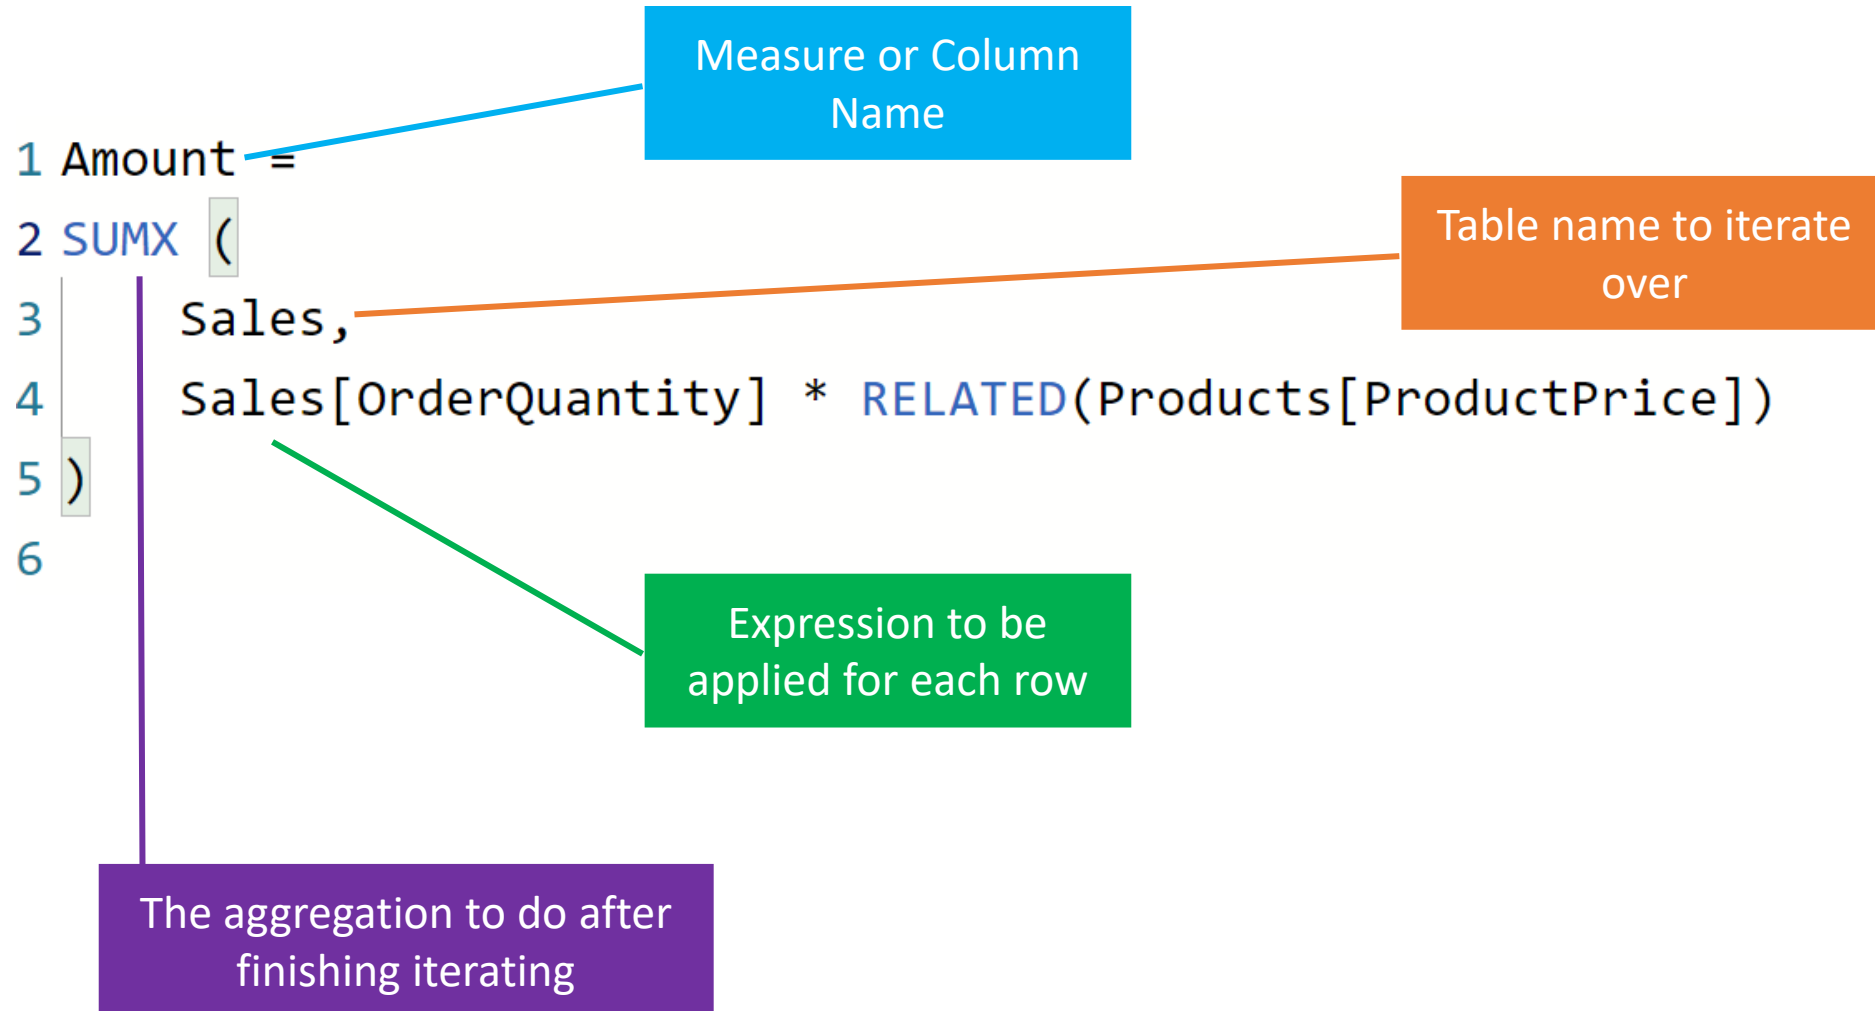 Measure or Column
Name
1 Amount =
2 SUMX (
Table name to iterate
over
3 Sales,
4 Sales[OrderQuantity] * RELATED(Products[ProductPrice])
5 )
6
Expression to be
applied for each row
The aggregation to do after
finishing iterating